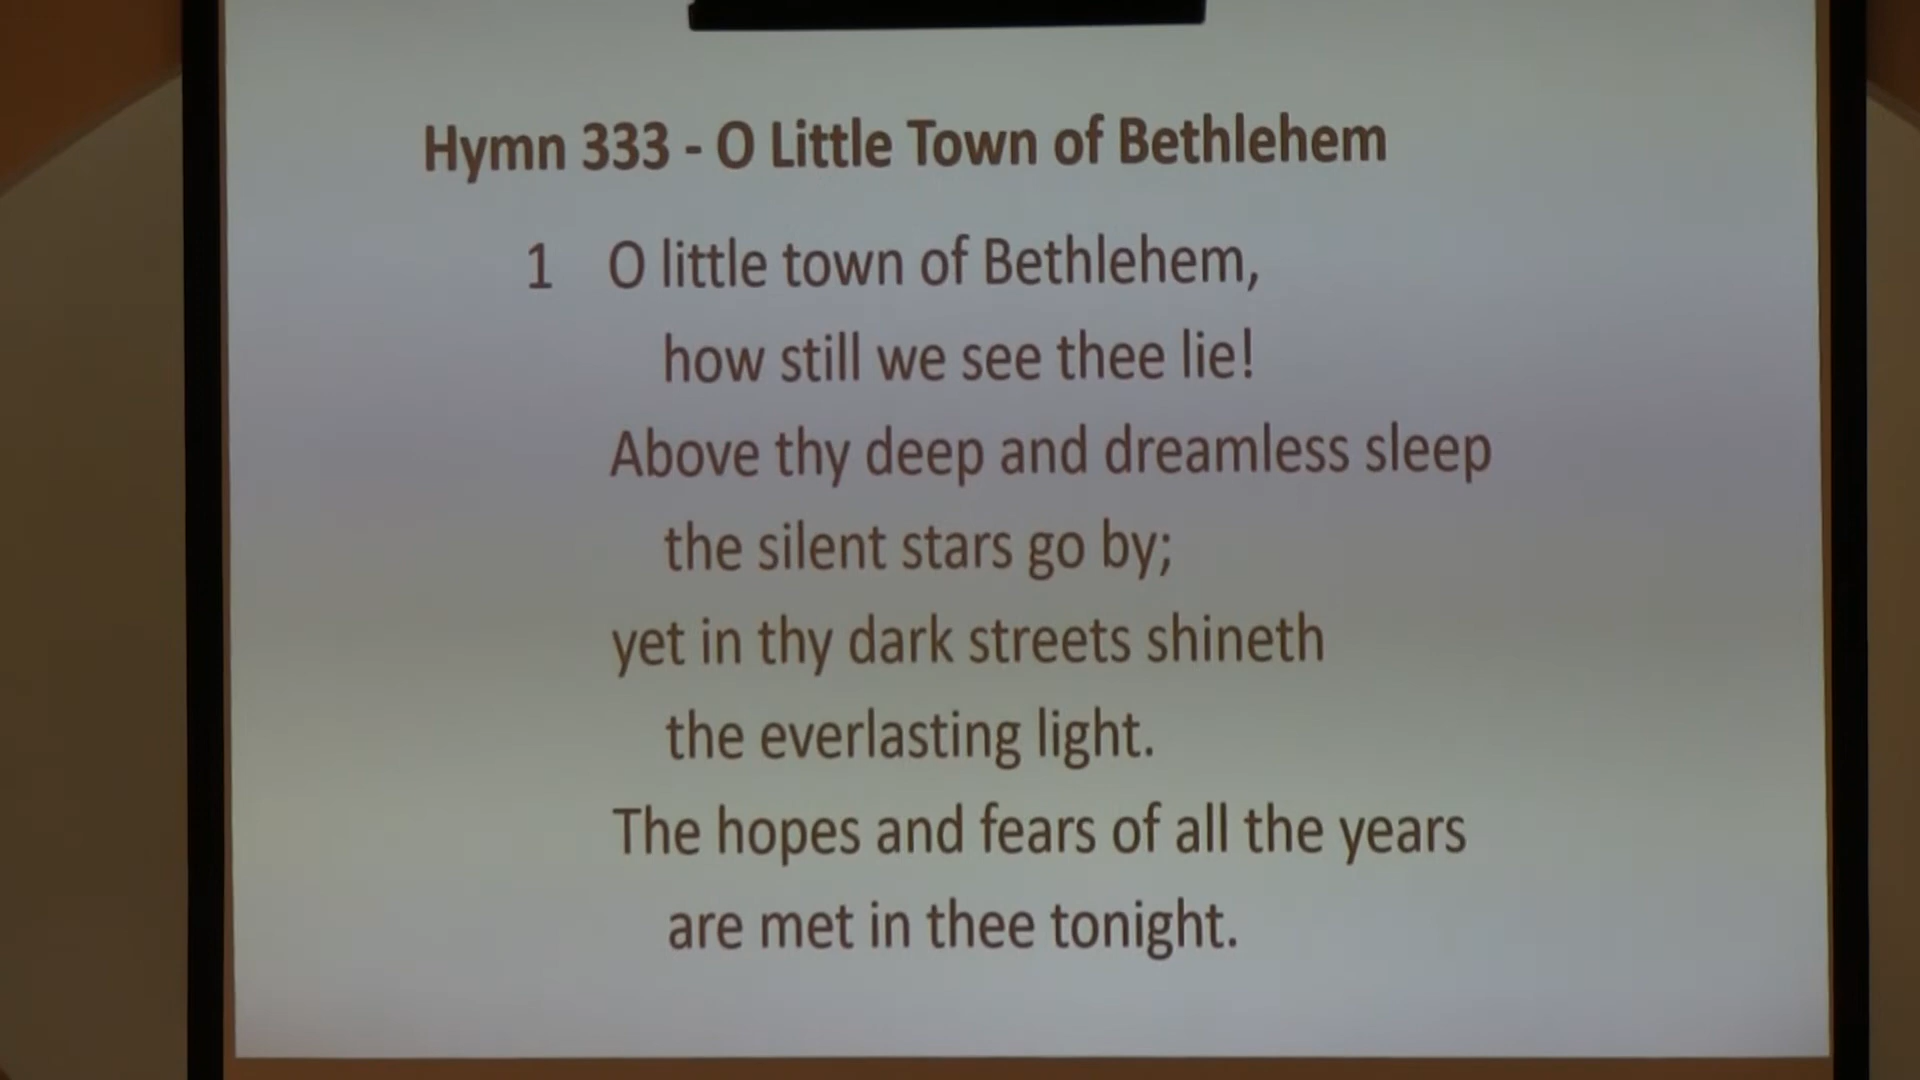 Hymn 333 - O Little Town of Bethlehem
1 O little town of Bethlehem,
how still we see thee lie!
Above thy deep and dreamless sleep
the silent stars go by;
yet in thy dark streets shineth
the everlasting light.
The hopes and fears of all the years
are met in thee tonight.